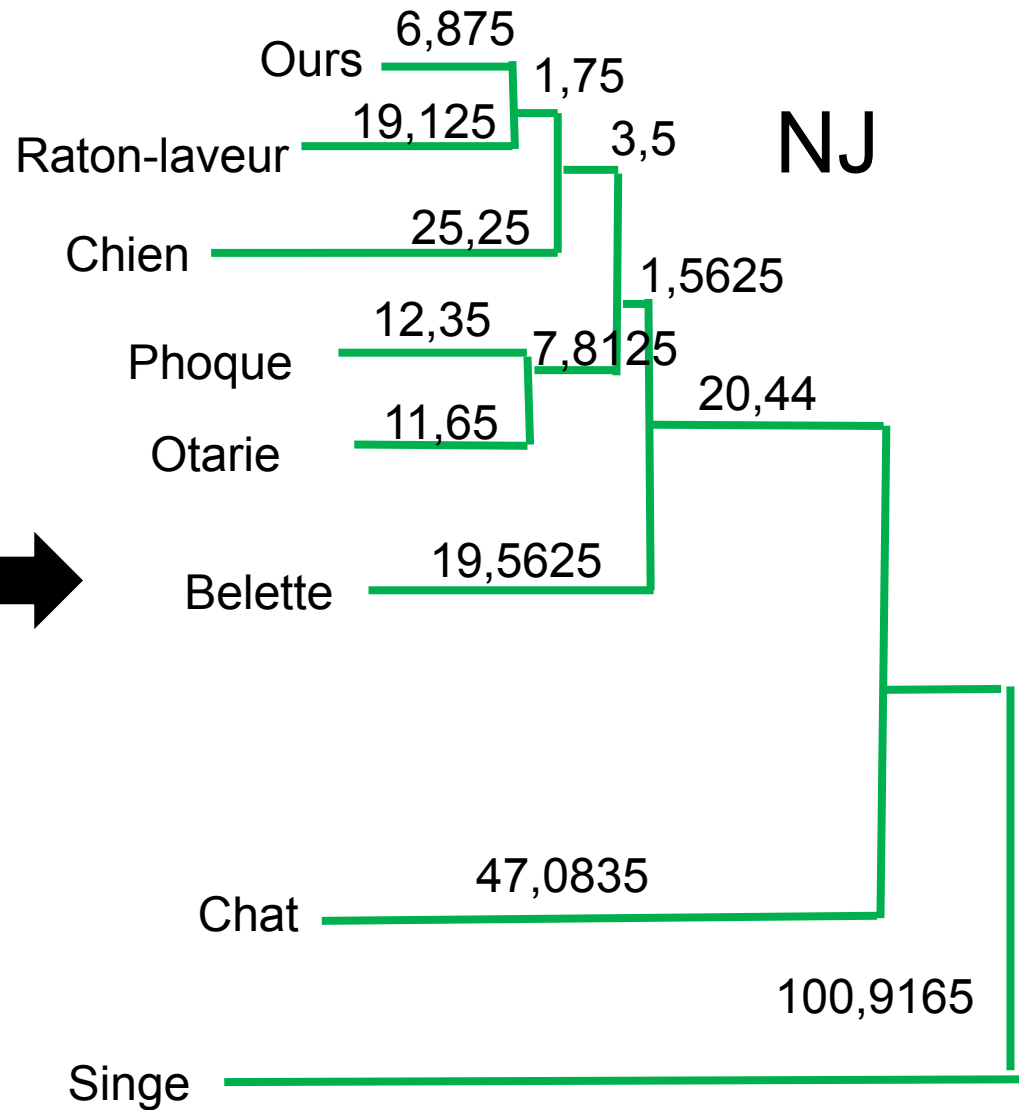 6,875
Ours
1,75
NJ
19,125
3,5
Raton-laveur
25,25
Chien
1,5625
12,35
7,8125
Phoque
20,44
11,65
Otarie
19,5625
Belette
47,0835
Chat
100,9165
Singe